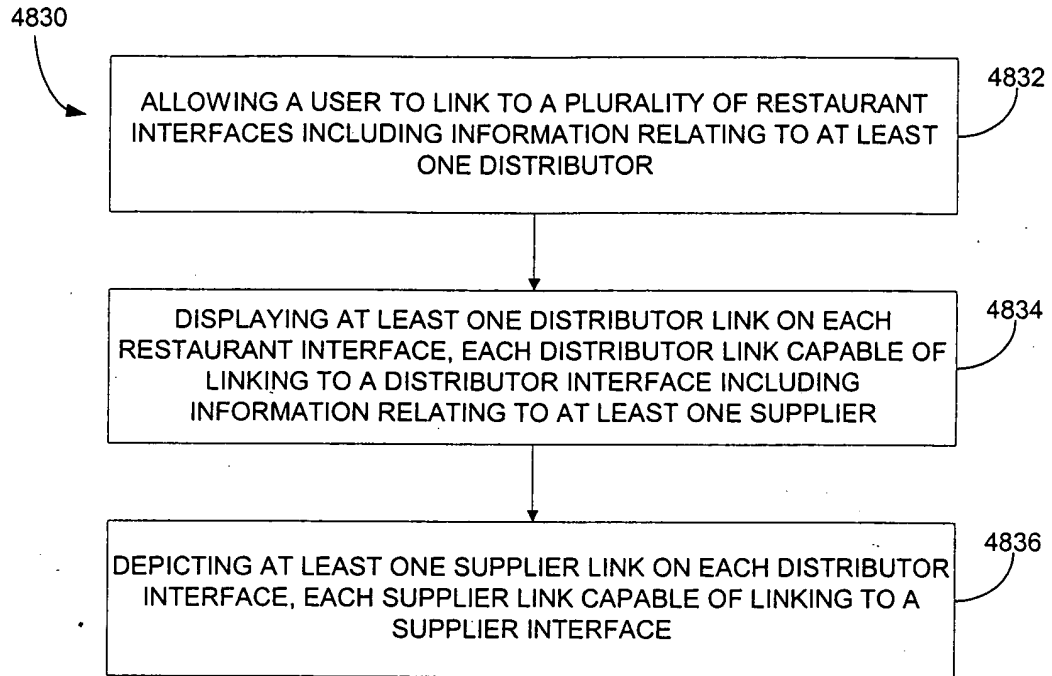 4830
4832
ALLOWING A USER TO LINK TO A PLURALITY OF RESTAURANT
INTERFACES INCLUDING INFORMATION RELATING TO AT LEAST
ONE DISTRIBUTOR
4834
DISPLAYING AT LEAST ONE DISTRIBUTOR LINK ON EACH
RESTAURANT INTERFACE, EACH DISTRIBUTOR LINK CAPABLE OF
LINKING TO A DISTRIBUTOR INTERFACE INCLUDING
INFORMATION RELATING TO AT LEAST ONE SUPPLIER
4836
DEPICTING AT LEAST ONE SUPPLIER LINK ON EACH DISTRIBUTOR
INTERFACE, EACH SUPPLIER LINK CAPABLE OF LINKING TO A
SUPPLIER INTERFACE